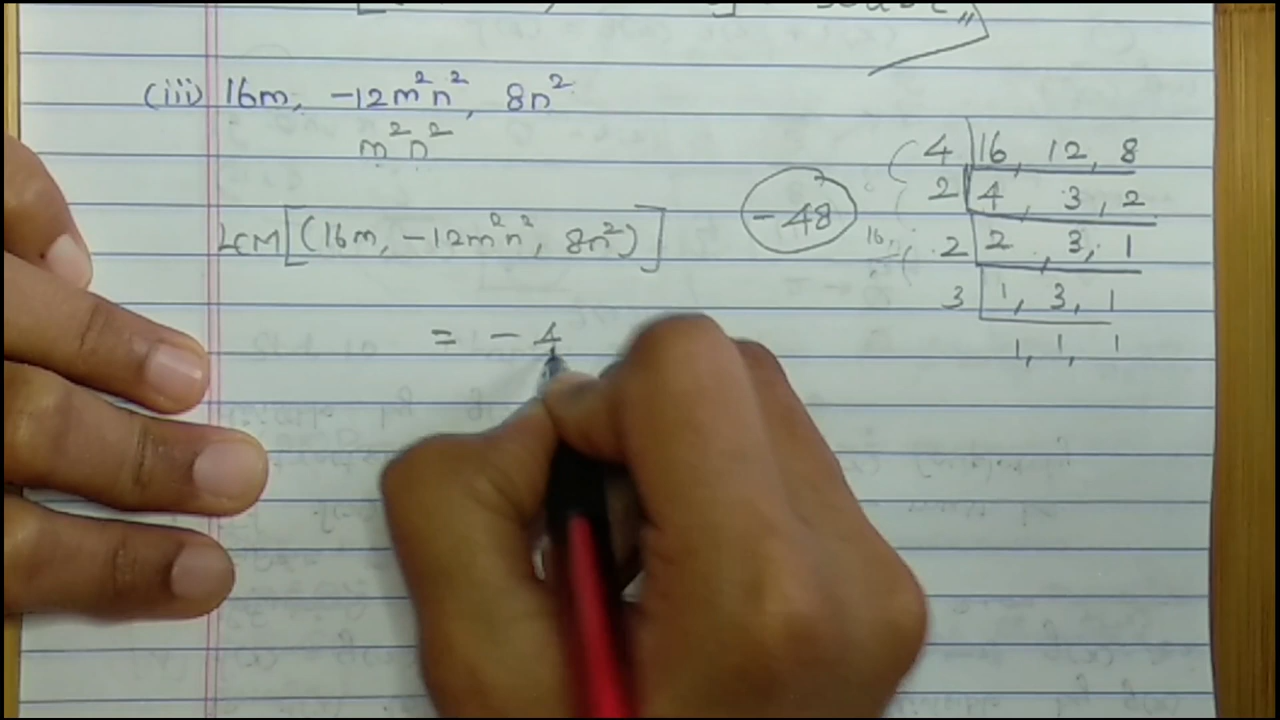 (iii) 16m, -12m²n², 8n²
m²n²
LCM[(16m, -12m²n², 8n²)]
= - 4
-48
4 | 16, 12, 8
2 | 4, 3, 2
2 | 2, 3, 1
3 | 1, 3, 1
1, 1, 1